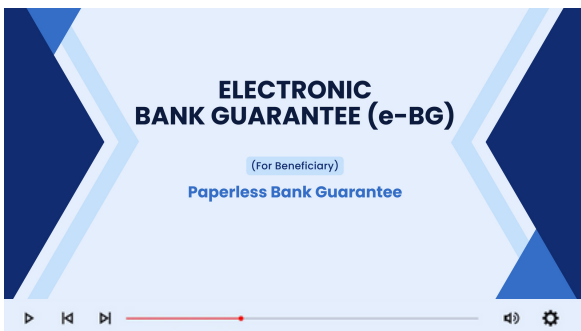 ELECTRONIC
BANK GUARANTEE (e-BG)
(For Beneficiary)
Paperless Bank Guarantee